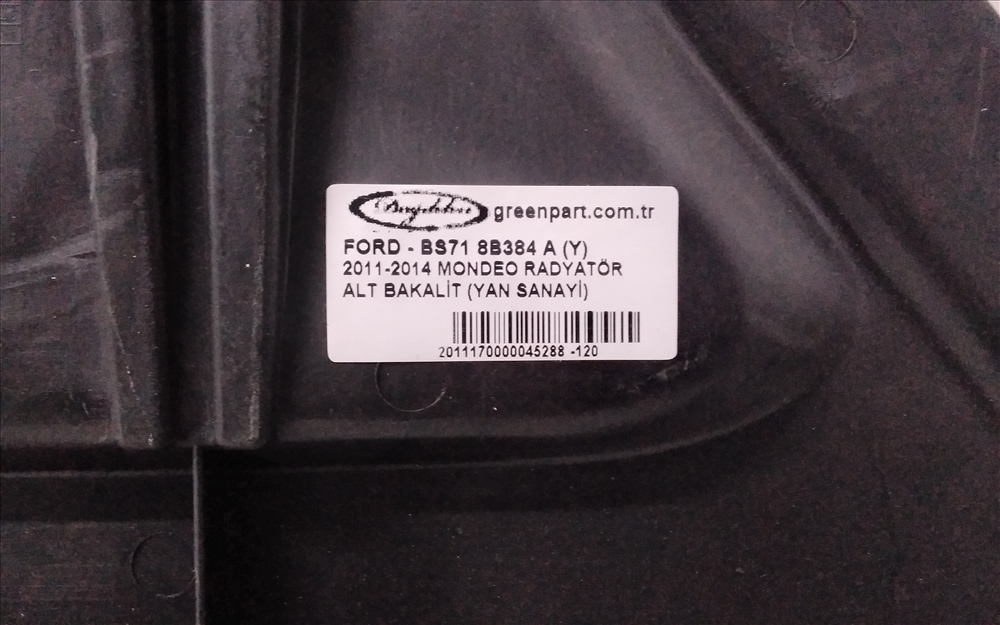 greenpart.com.tr
FORD - BS71 8B384 A (Y)
2011-2014 MONDEO RADYATÖR
ALT BAKALİT (YAN SANAYİ)
2011170000045288 -120